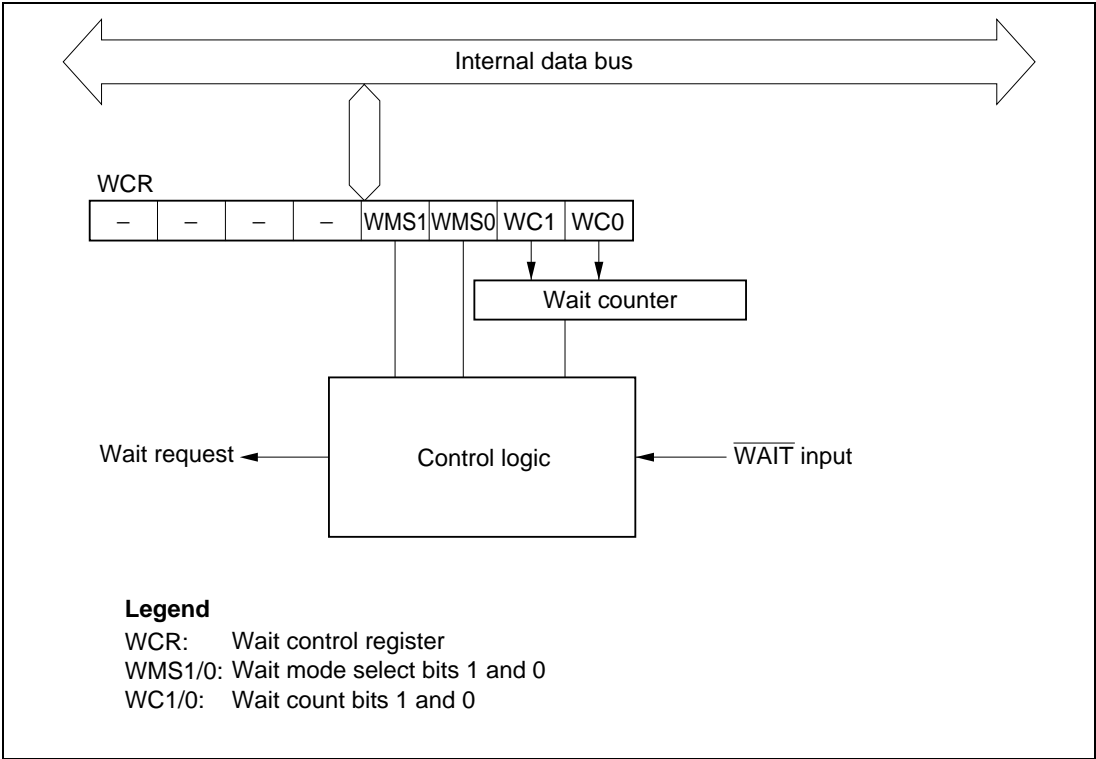 Internal data bus
WCR
– – – – WMS1 WMS0 WC1 WC0
Wait counter
Wait request Control logic W̅A̅I̅T̅ input
Legend
WCR: Wait control register
WMS1/0: Wait mode select bits 1 and 0
WC1/0: Wait count bits 1 and 0